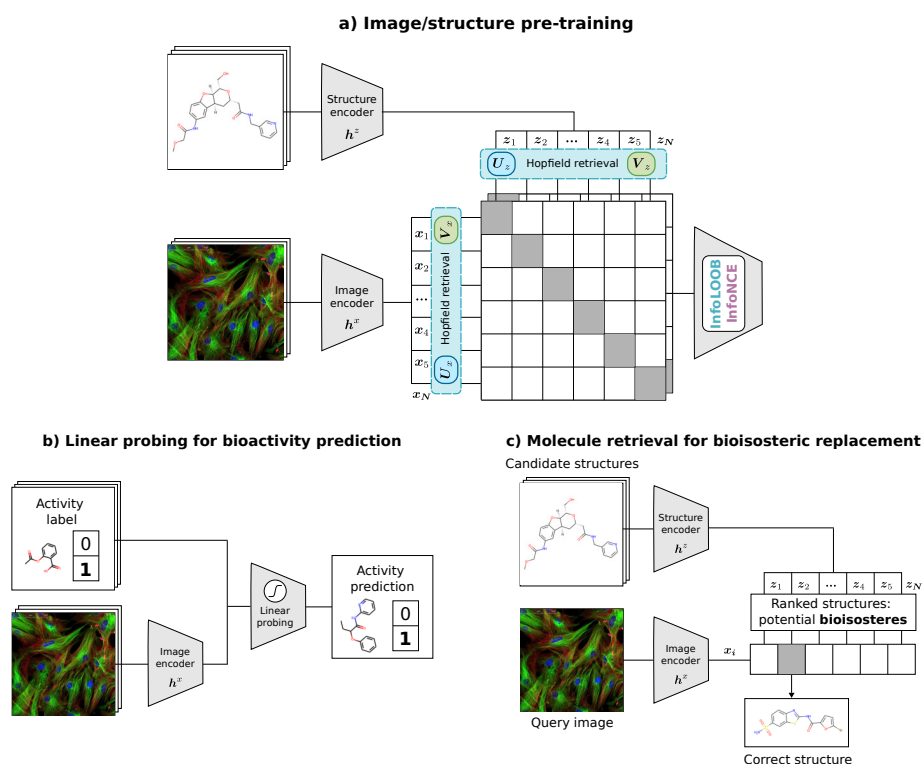 a) Image/structure pre-training
Structure
encoder
h^z
z_1 z_2 ... z_4 z_5 z_N
U_z Hopfield retrieval V_z
Image
encoder
h^x
x_1
x_2
...
x_4
x_5
x_N
V_x Hopfield retrieval U_x
InfoLOOB
InfoNCE
b) Linear probing for bioactivity prediction
Activity
label
0
1
Image
encoder
h^x
Linear
probing
Activity
prediction
0
1
c) Molecule retrieval for bioisosteric replacement
Candidate structures
Structure
encoder
h^z
z_1 z_2 ... z_4 z_5 z_N
Ranked structures:
potential bioisosteres
Image
encoder
h^x
x_i
Query image
Correct structure